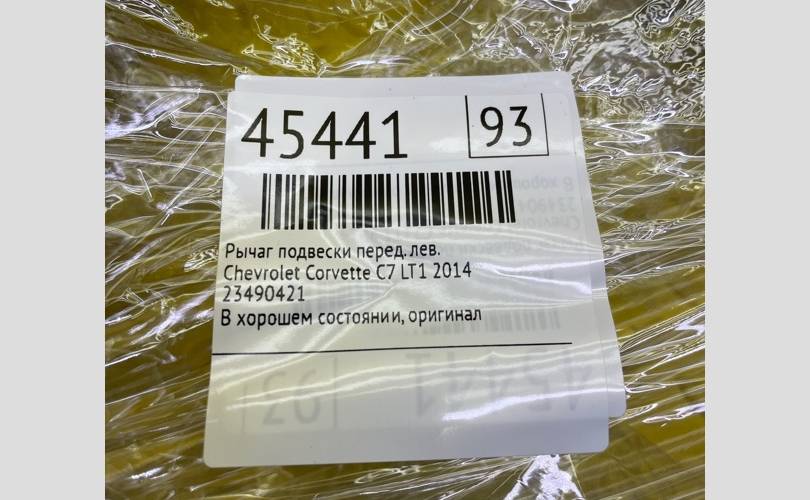 45441 93
Рычаг подвески перед. лев.
Chevrolet Corvette C7 LT1 2014
23490421
В хорошем состоянии, оригинал